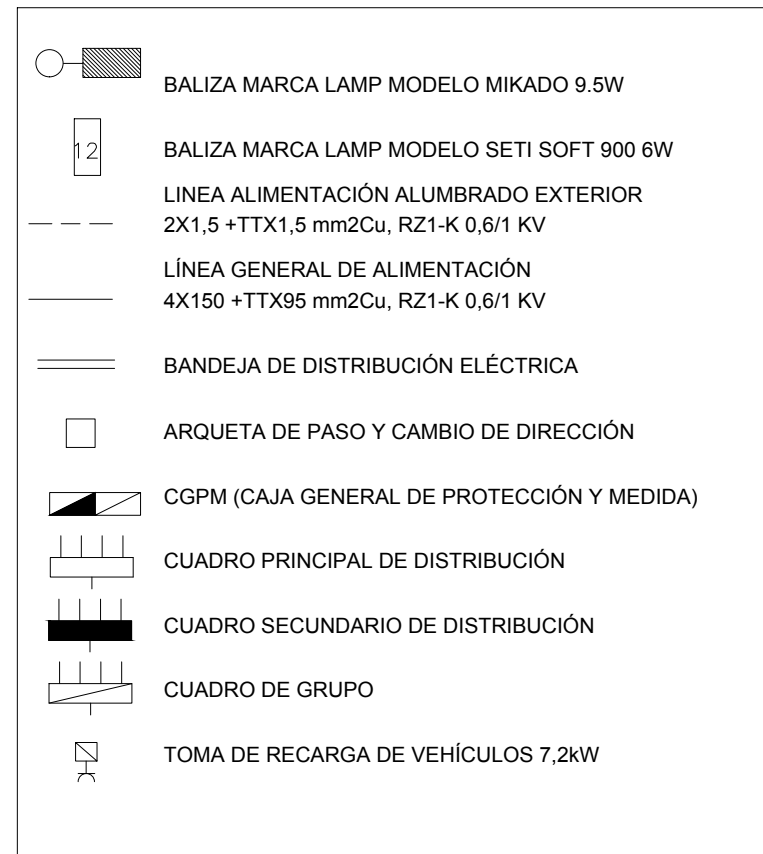 BALIZA MARCA LAMP MODELO MIKADO 9.5W
12
BALIZA MARCA LAMP MODELO SETI SOFT 900 6W
LINEA ALIMENTACIÓN ALUMBRADO EXTERIOR
2X1,5 +TTX1,5 mm2Cu, RZ1-K 0,6/1 KV
LÍNEA GENERAL DE ALIMENTACIÓN
4X150 +TTX95 mm2Cu, RZ1-K 0,6/1 KV
BANDEJA DE DISTRIBUCIÓN ELÉCTRICA
ARQUETA DE PASO Y CAMBIO DE DIRECCIÓN
CGPM (CAJA GENERAL DE PROTECCIÓN Y MEDIDA)
CUADRO PRINCIPAL DE DISTRIBUCIÓN
CUADRO SECUNDARIO DE DISTRIBUCIÓN
CUADRO DE GRUPO
TOMA DE RECARGA DE VEHÍCULOS 7,2kW